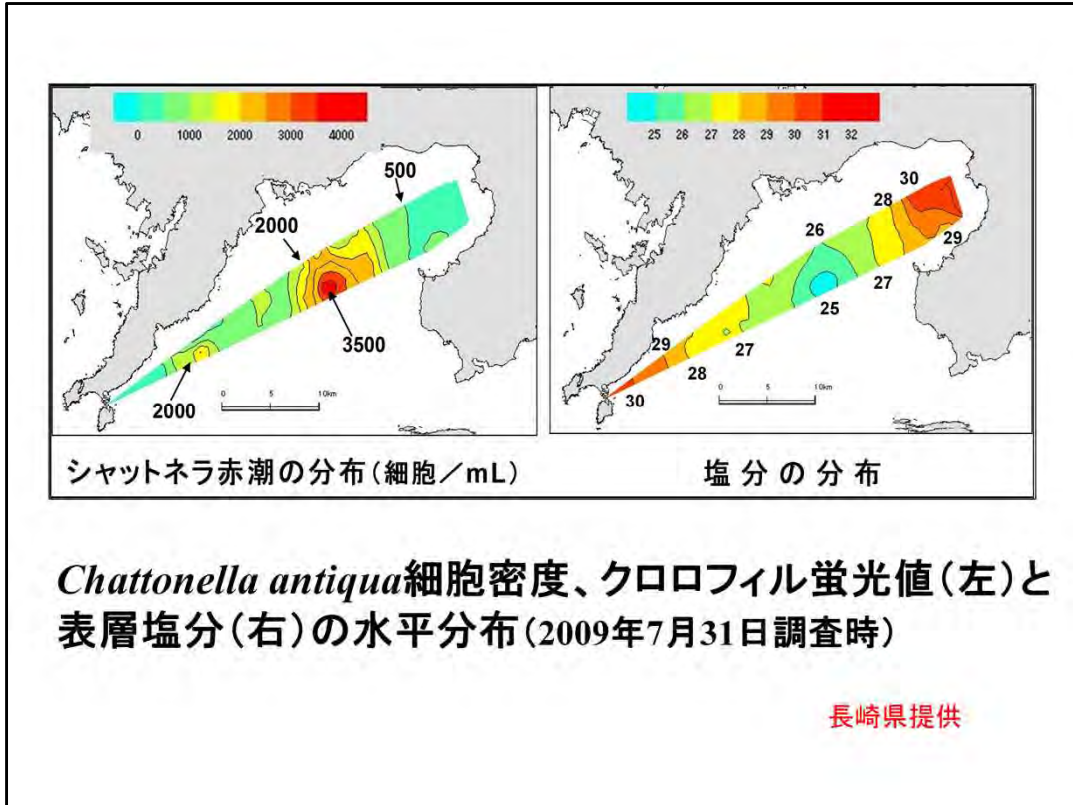 0 1000 2000 3000 4000
500
2000
3500
2000
0 5 10km
シャットネラ赤潮の分布(細胞/mL)
25 26 27 28 29 30 31 32
30
28
26
29
27
25
29
27
28
30
0 5 10km
塩分の分布
Chattonella antiqua細胞密度、クロロフィル蛍光値(左)と
表層塩分(右)の水平分布(2009年7月31日調査時)
長崎県提供